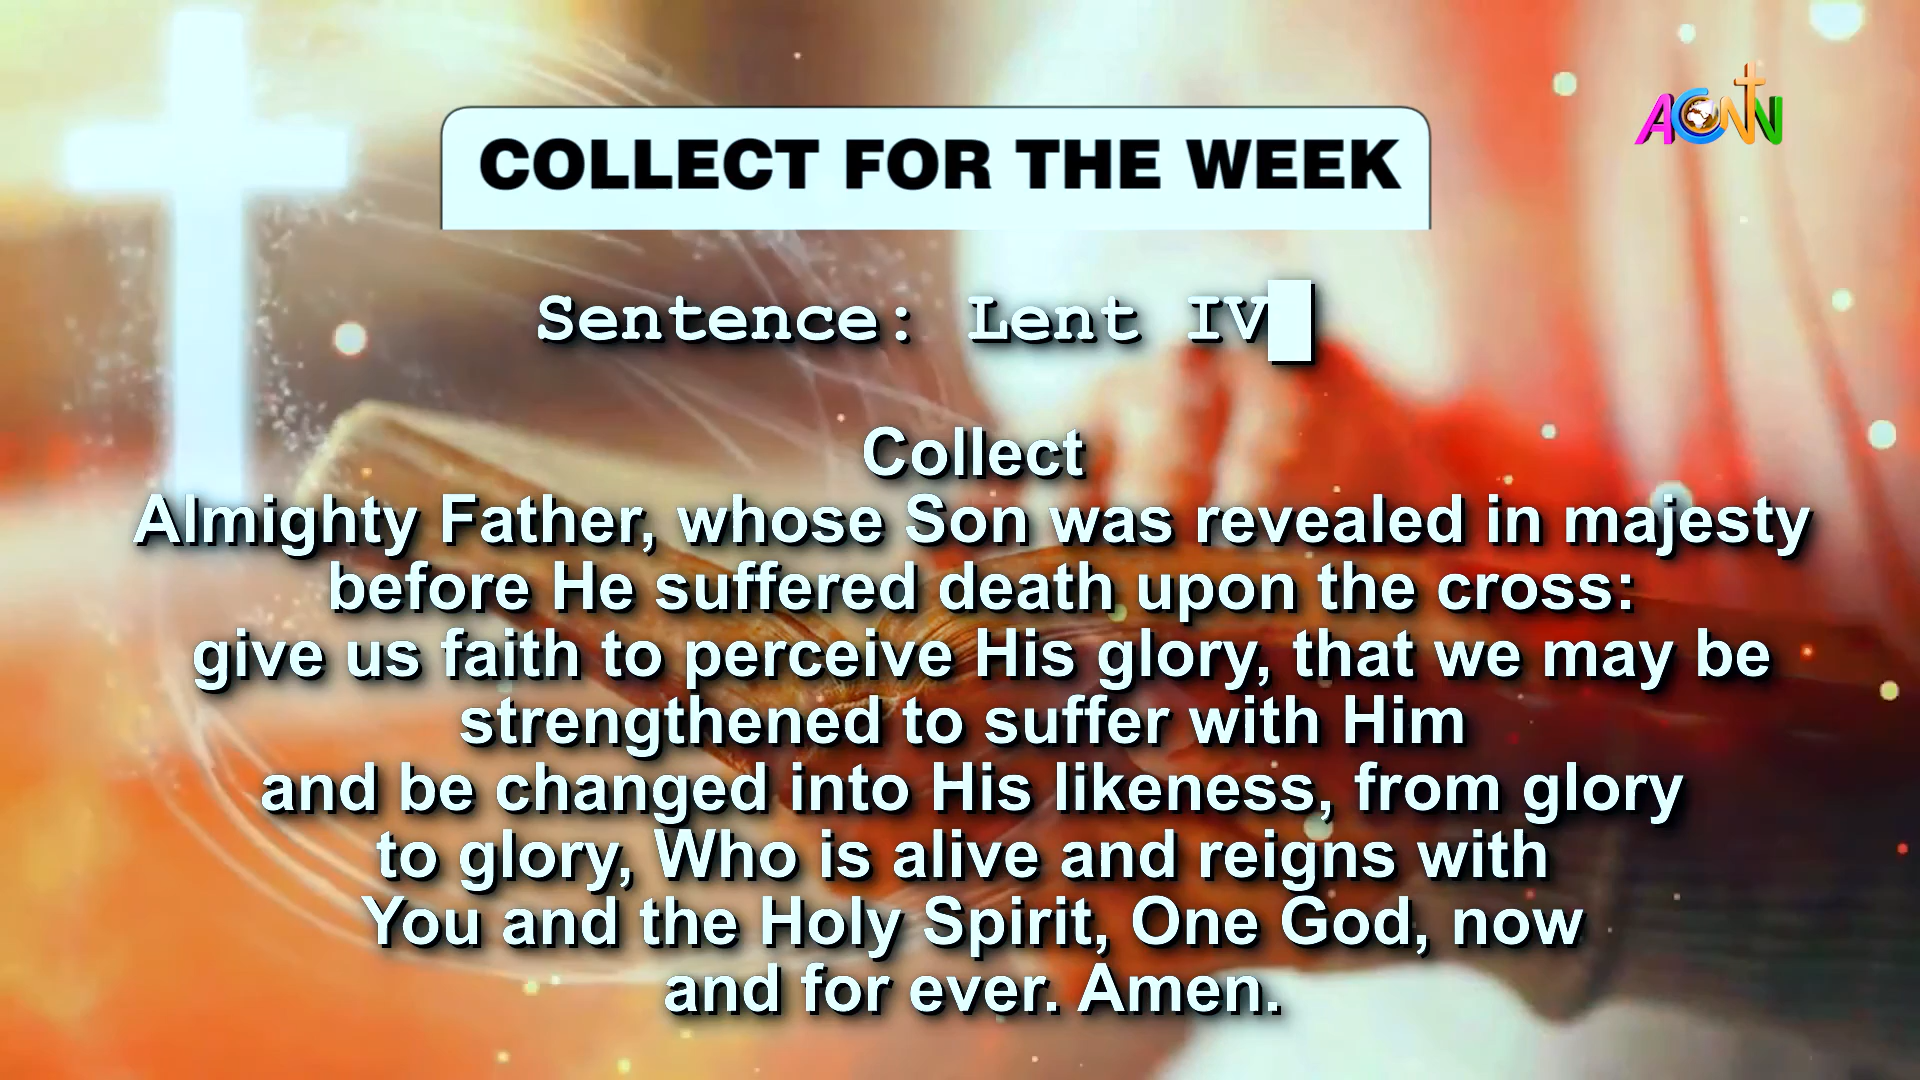 COLLECT FOR THE WEEK
ACNN
Sentence: Lent IV
Collect
Almighty Father, whose Son was revealed in majesty
before He suffered death upon the cross:
give us faith to perceive His glory, that we may be
strengthened to suffer with Him
and be changed into His likeness, from glory
to glory, Who is alive and reigns with
You and the Holy Spirit, One God, now
and for ever. Amen.